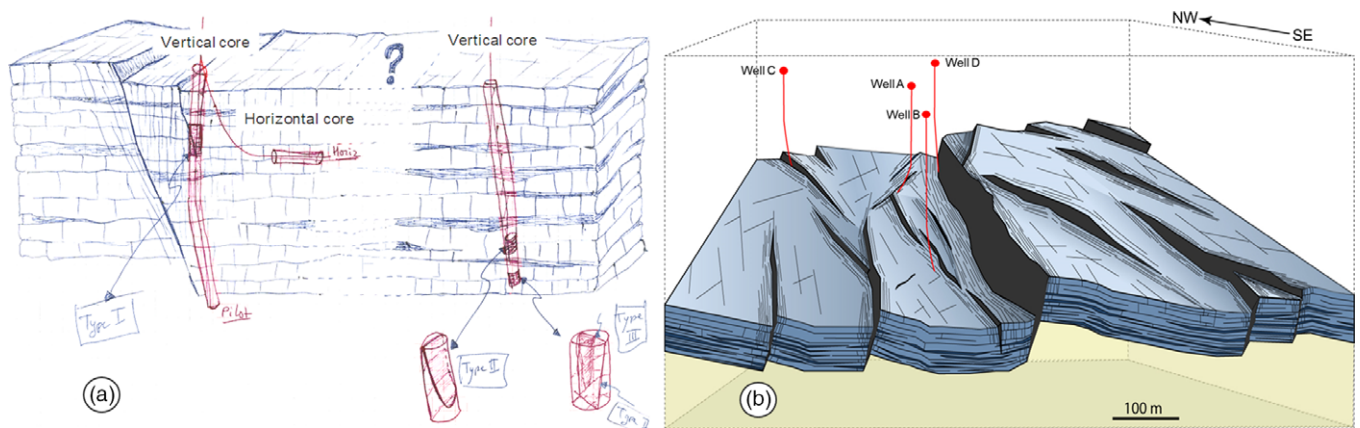 Vertical core
Vertical core
?
Horizontal core
Horiz
Type I
Pilot
Type II
Type III
(a)
NW
SE
Well C
Well A
Well D
Well B
(b)
100 m